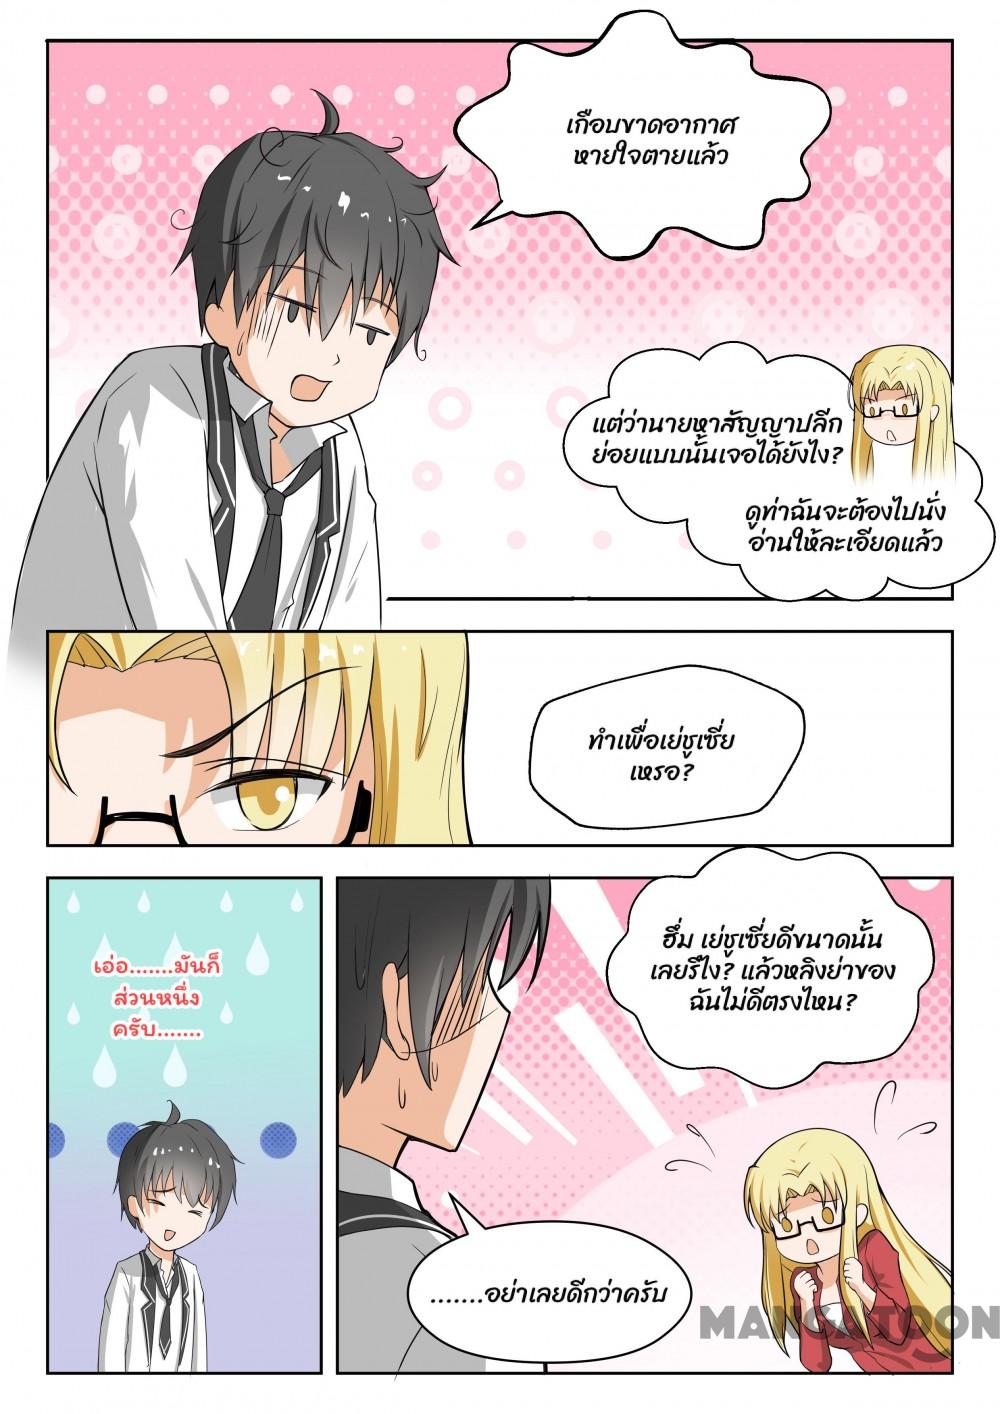 เกือบขาดอากาศ
หายใจตายแล้ว
แต่ว่านายหาสัญญาปลีก
ย่อยแบบนั้นเจอได้ยังไง?
ดูท่าฉันจะต้องไปนั่ง
อ่านให้ละเอียดแล้ว
ทำเพื่อเย่ชูเซี่ย
เหรอ?
เอ่อ.......มันก็
ส่วนหนึ่ง
ครับ.......
ฮึ่ม เย่ชูเซี่ยดีขนาดนั้น
เลยรึไง? แล้วหลิงย่าของ
ฉันไม่ดีตรงไหน?
.......อย่าเลยดีกว่าครับ
MANGATOON